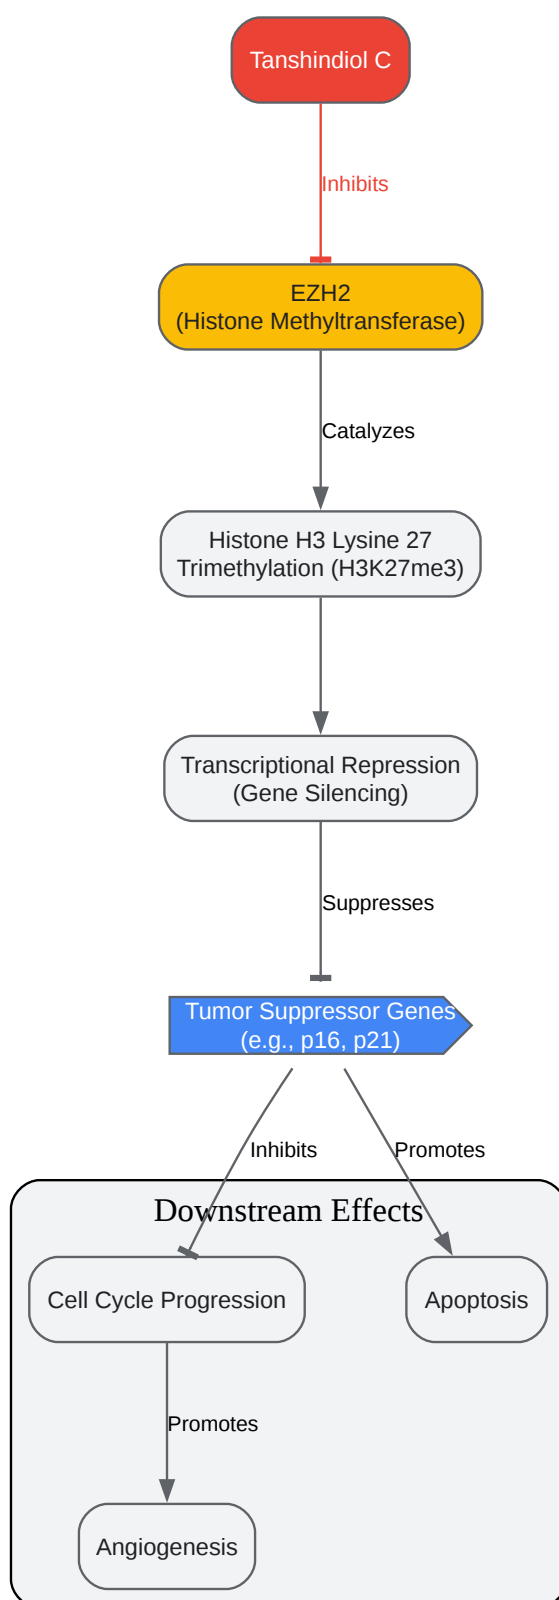 Tanshindiol C
Inhibits
EZH2
(Histone Methyltransferase)
Catalyzes
Histone H3 Lysine 27
Trimethylation (H3K27me3)
Transcriptional Repression
(Gene Silencing)
Suppresses
Tumor Suppressor Genes
(e.g., p16, p21)
Inhibits
Promotes
Downstream Effects
Cell Cycle Progression
Apoptosis
Promotes
Angiogenesis